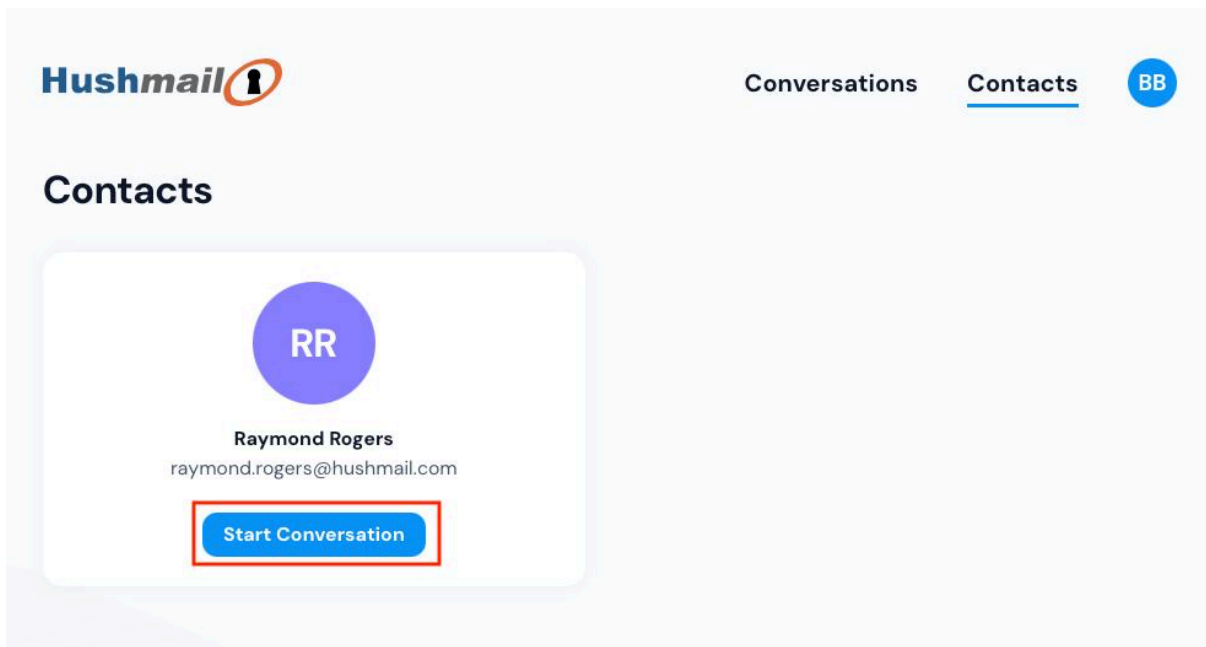 Hushmail
Conversations Contacts BB
Contacts
RR
Raymond Rogers
raymond.rogers@hushmail.com
Start Conversation